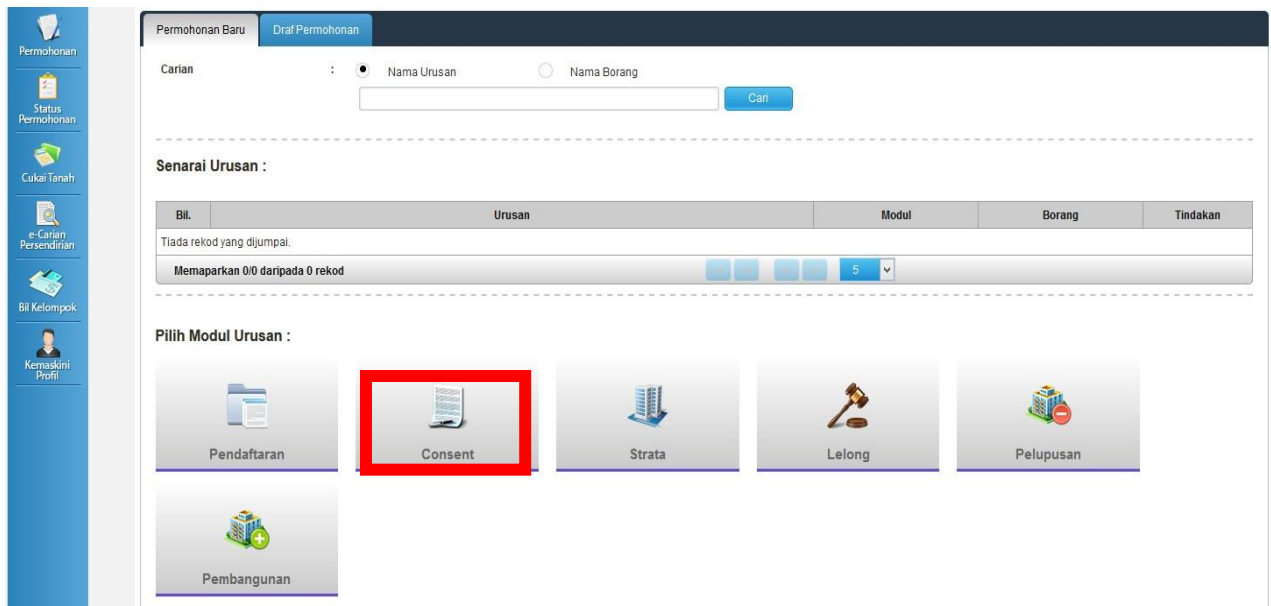 Permohonan
Status
Permohonan
Cukai Tanah
e-Carian
Persendirian
Bil Kelompok
Kemaskini
Profil
Permohonan Baru Draf Permohonan
Carian : Nama Urusan Nama Borang
Cari
Senarai Urusan :
Bil. Urusan Modul Borang Tindakan
Tiada rekod yang dijumpai.
Memaparkan 0/0 daripada 0 rekod 5
Pilih Modul Urusan :
Pendaftaran Consent Strata Lelong Pelupusan
Pembangunan